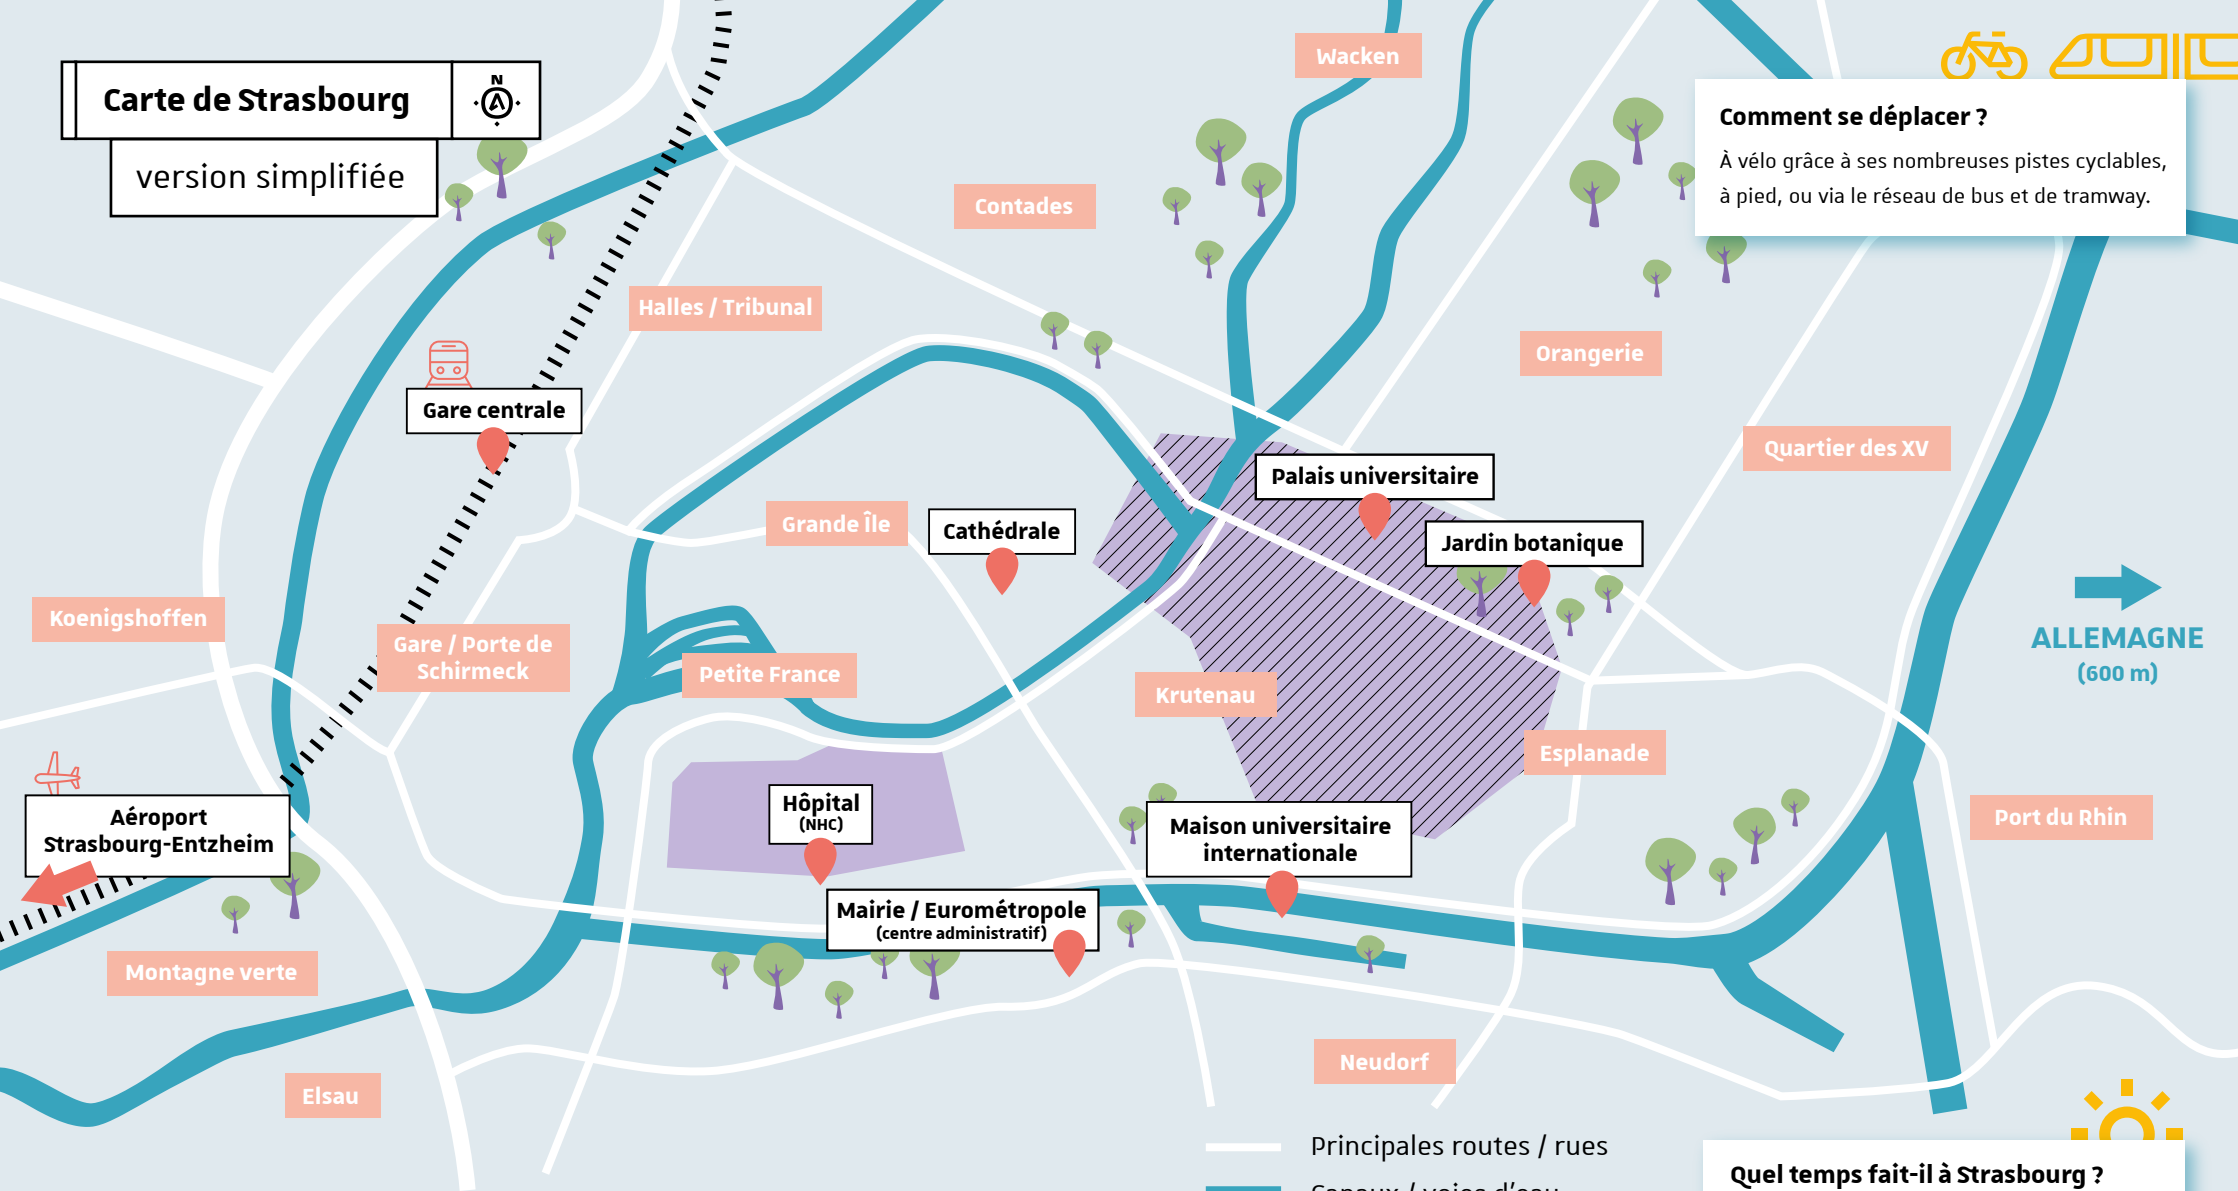 Carte de Strasbourg
N
version simplifiée
Wacken
Comment se déplacer ?
À vélo grâce à ses nombreuses pistes cyclables,
à pied, ou via le réseau de bus et de tramway.
Contades
Halles / Tribunal
Orangerie
Gare centrale
Quartier des XV
Palais universitaire
Grande Île
Cathédrale
Jardin botanique
Koenigshoffen
Gare / Porte de
Schirmeck
ALLEMAGNE
(600 m)
Petite France
Krutenau
Esplanade
Hôpital
(NHC)
Aéroport
Strasbourg-Entzheim
Maison universitaire
internationale
Port du Rhin
Mairie / Eurométropole
(centre administratif)
Montagne verte
Neudorf
Elsau
Principales routes / rues
Canaux / voies d'eau
Quel temps fait-il à Strasbourg ?